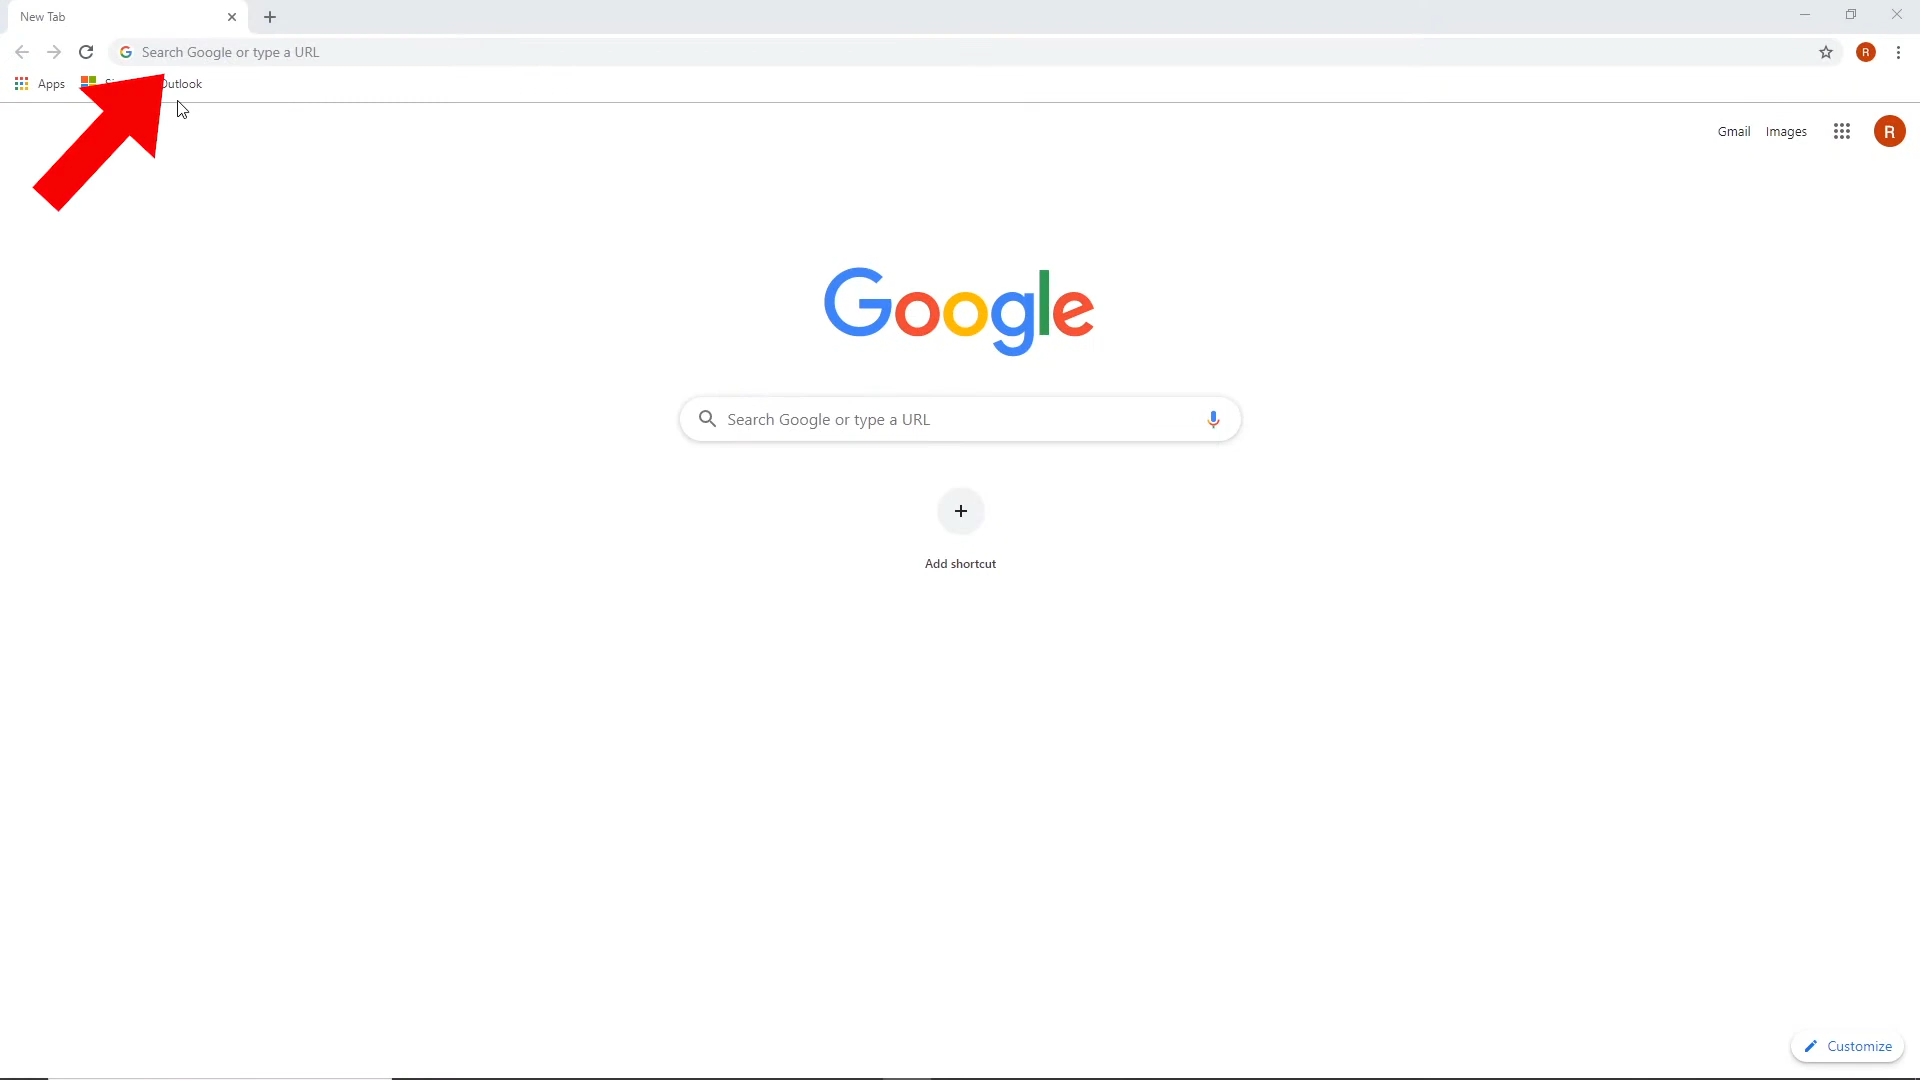 New Tab
Search Google or type a URL
Apps
Outlook
Gmail Images
R
R
Google
Search Google or type a URL
Add shortcut
Customize